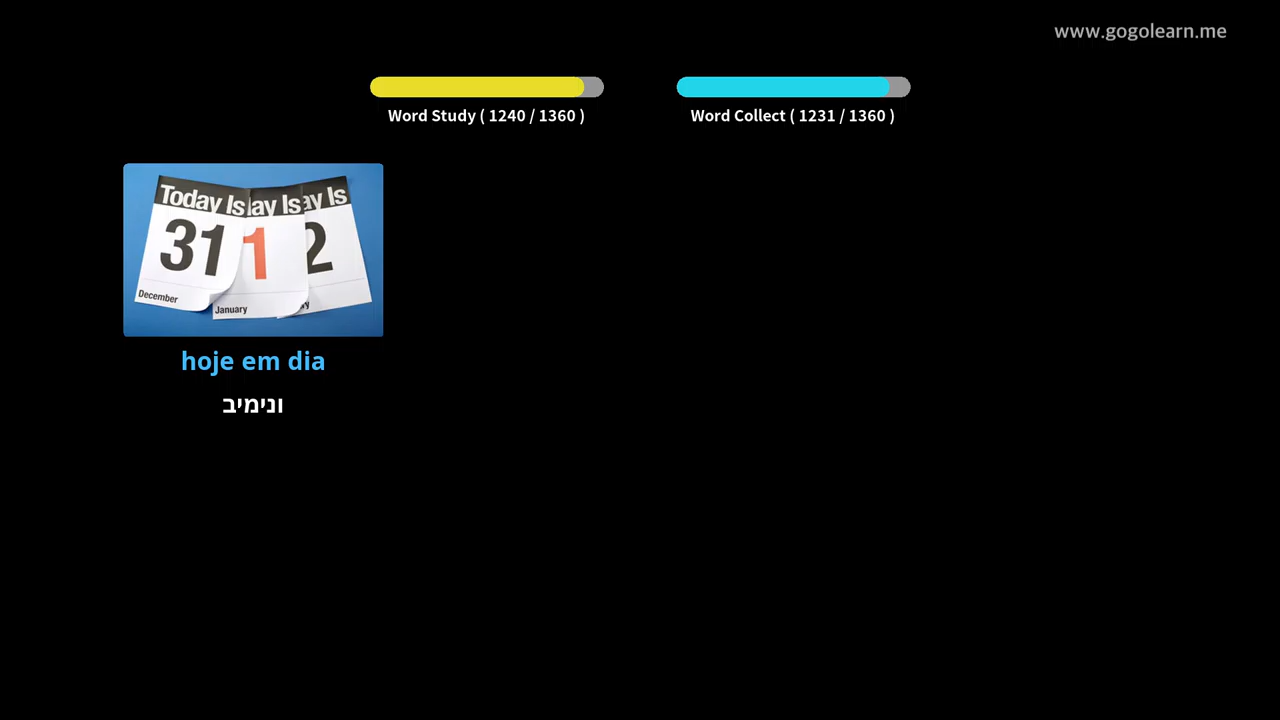 www.gogolearn.me
Word Study ( 1240 / 1360 )
Word Collect ( 1231 / 1360 )
Today Is
ay Is
ay Is
31
1
2
December
January
hoje em dia
ונימיב